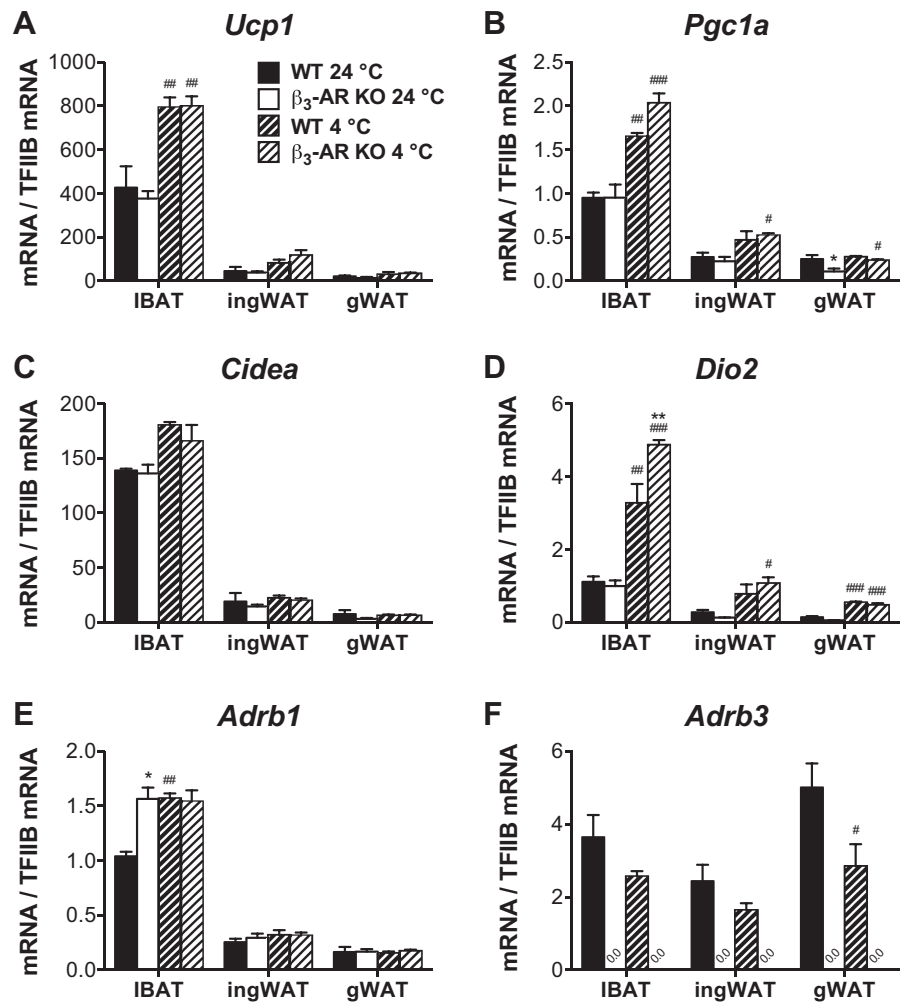 A
Ucp1
mRNA / TFIIB mRNA
1000
800
600
400
200
0
## ##
WT 24 °C
β3-AR KO 24 °C
WT 4 °C
β3-AR KO 4 °C
IBAT ingWAT gWAT
B
Pgc1a
mRNA / TFIIB mRNA
2.5
2.0
1.5
1.0
0.5
0.0
## ### # * #
IBAT ingWAT gWAT
C
Cidea
mRNA / TFIIB mRNA
200
150
100
50
0
IBAT ingWAT gWAT
D
Dio2
mRNA / TFIIB mRNA
6
4
2
0
**
## ### # ### ###
IBAT ingWAT gWAT
E
Adrb1
mRNA / TFIIB mRNA
2.0
1.5
1.0
0.5
0.0
* ##
IBAT ingWAT gWAT
F
Adrb3
mRNA / TFIIB mRNA
6
4
2
0
#
0.0 0.0 0.0 0.0 0.0 0.0
IBAT ingWAT gWAT